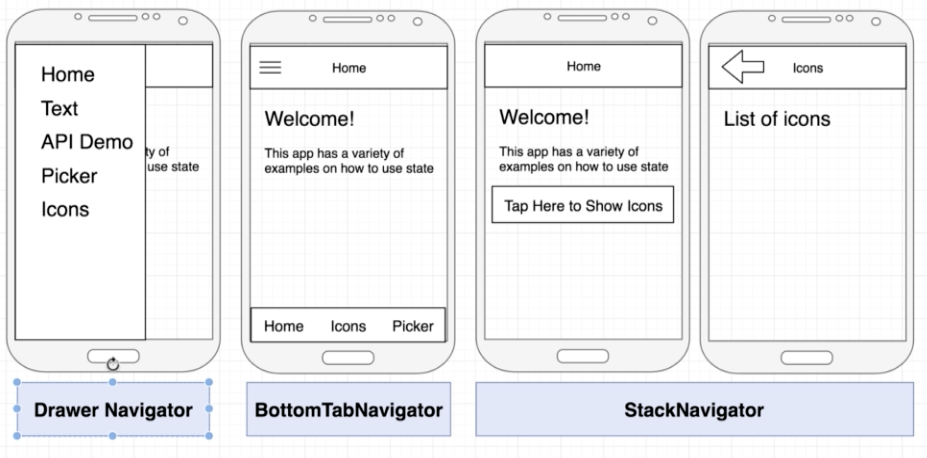 Home
Text
API Demo
Picker
Icons
ty of
use state
Home
Welcome!
This app has a variety of
examples on how to use state
Home Icons Picker
Home
Welcome!
This app has a variety of
examples on how to use state
Tap Here to Show Icons
Icons
List of icons
Drawer Navigator
BottomTabNavigator
StackNavigator